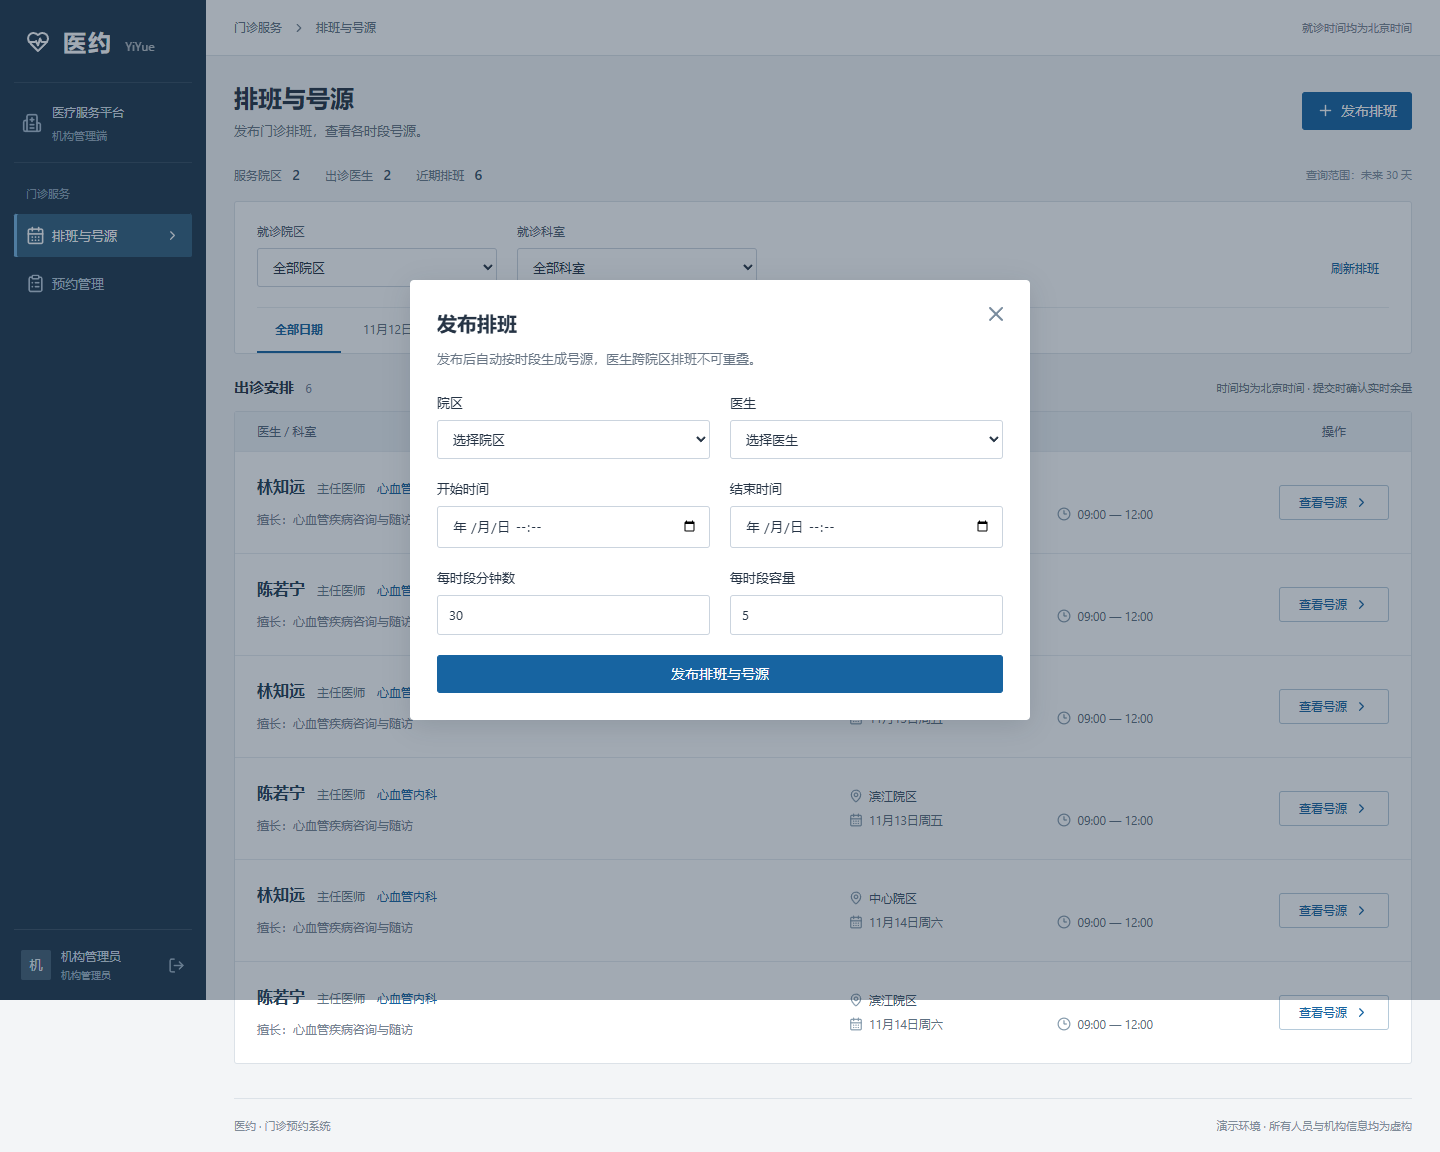 医约 YiYue
医疗服务平台
机构管理端
门诊服务
排班与号源
预约管理
机
机构管理员
机构管理员
门诊服务 > 排班与号源
就诊时间均为北京时间
排班与号源
发布门诊排班，查看各时段号源。
+ 发布排班
服务院区 2 出诊医生 2 近期排班 6
查询范围：未来 30 天
就诊院区 就诊科室
全部院区 全部科室
刷新排班
全部日期 11月12日
出诊安排 6
时间均为北京时间 · 提交时确认实时余量
医生 / 科室 操作
发布排班
发布后自动按时段生成号源，医生跨院区排班不可重叠。
院区 医生
选择院区 选择医生
开始时间 结束时间
年 /月/日 --:-- 年 /月/日 --:--
每时段分钟数 每时段容量
30 5
发布排班与号源
林知远 主任医师 心血管
擅长：心血管疾病咨询与随访
09:00 — 12:00
查看号源
陈若宁 主任医师 心血管
擅长：心血管疾病咨询与随访
09:00 — 12:00
查看号源
林知远 主任医师 心血管
擅长：心血管疾病咨询与随访
11月13日周五 09:00 — 12:00
查看号源
陈若宁 主任医师 心血管内科
擅长：心血管疾病咨询与随访
滨江院区
11月13日周五 09:00 — 12:00
查看号源
林知远 主任医师 心血管内科
擅长：心血管疾病咨询与随访
中心院区
11月14日周六 09:00 — 12:00
查看号源
陈若宁 主任医师 心血管内科
擅长：心血管疾病咨询与随访
滨江院区
11月14日周六 09:00 — 12:00
查看号源
医约 · 门诊预约系统
演示环境 · 所有人员与机构信息均为虚构